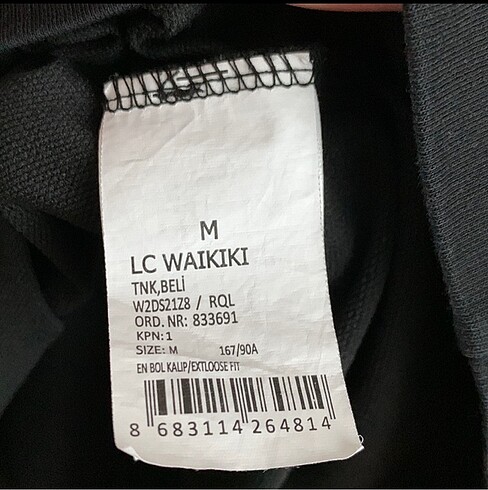 M
LC WAIKIKI
TNK,BELİ
W2DS21Z8 / RQL
ORD. NR: 833691
KPN: 1
SIZE: M 167/90A
EN BOL KALIP/EXTLOOSE FIT
8 683114 264814